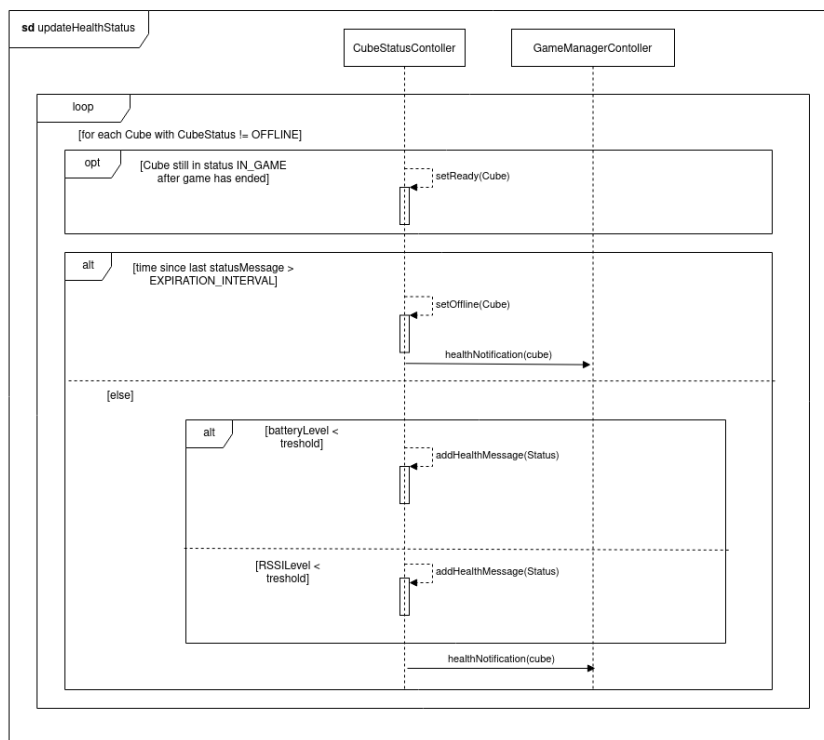 sd updateHealthStatus
CubeStatusContoller
GameManagerContoller
loop
[for each Cube with CubeStatus != OFFLINE]
opt
[Cube still in status IN_GAME
after game has ended]
setReady(Cube)
alt
[time since last statusMessage >
EXPIRATION_INTERVAL]
setOffline(Cube)
healthNotification(cube)
[else]
alt
[batteryLevel <
treshold]
addHealthMessage(Status)
[RSSILevel <
treshold]
addHealthMessage(Status)
healthNotification(cube)